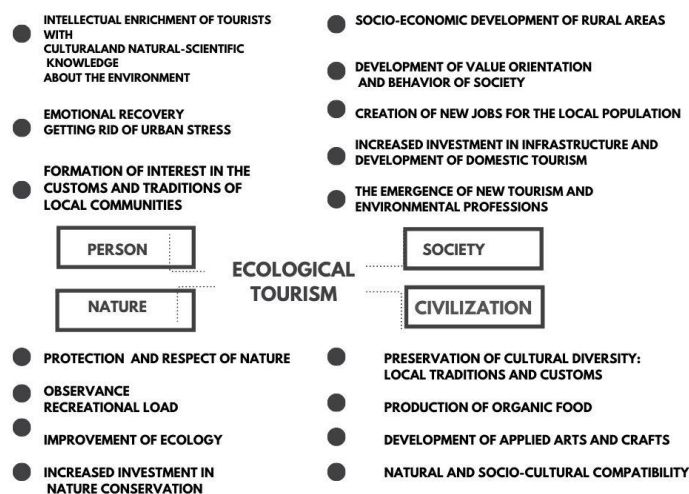 INTELLECTUAL ENRICHMENT OF TOURISTS
WITH
CULTURALAND NATURAL-SCIENTIFIC
KNOWLEDGE
ABOUT THE ENVIRONMENT
EMOTIONAL RECOVERY
GETTING RID OF URBAN STRESS
FORMATION OF INTEREST IN THE
CUSTOMS AND TRADITIONS OF
LOCAL COMMUNITIES
SOCIO-ECONOMIC DEVELOPMENT OF RURAL AREAS
DEVELOPMENT OF VALUE ORIENTATION
AND BEHAVIOR OF SOCIETY
CREATION OF NEW JOBS FOR THE LOCAL POPULATION
INCREASED INVESTMENT IN INFRASTRUCTURE AND
DEVELOPMENT OF DOMESTIC TOURISM
THE EMERGENCE OF NEW TOURISM AND
ENVIRONMENTAL PROFESSIONS
PERSON
SOCIETY
ECOLOGICAL
TOURISM
NATURE
CIVILIZATION
PROTECTION AND RESPECT OF NATURE
OBSERVANCE
RECREATIONAL LOAD
IMPROVEMENT OF ECOLOGY
INCREASED INVESTMENT IN
NATURE CONSERVATION
PRESERVATION OF CULTURAL DIVERSITY:
LOCAL TRADITIONS AND CUSTOMS
PRODUCTION OF ORGANIC FOOD
DEVELOPMENT OF APPLIED ARTS AND CRAFTS
NATURAL AND SOCIO-CULTURAL COMPATIBILITY